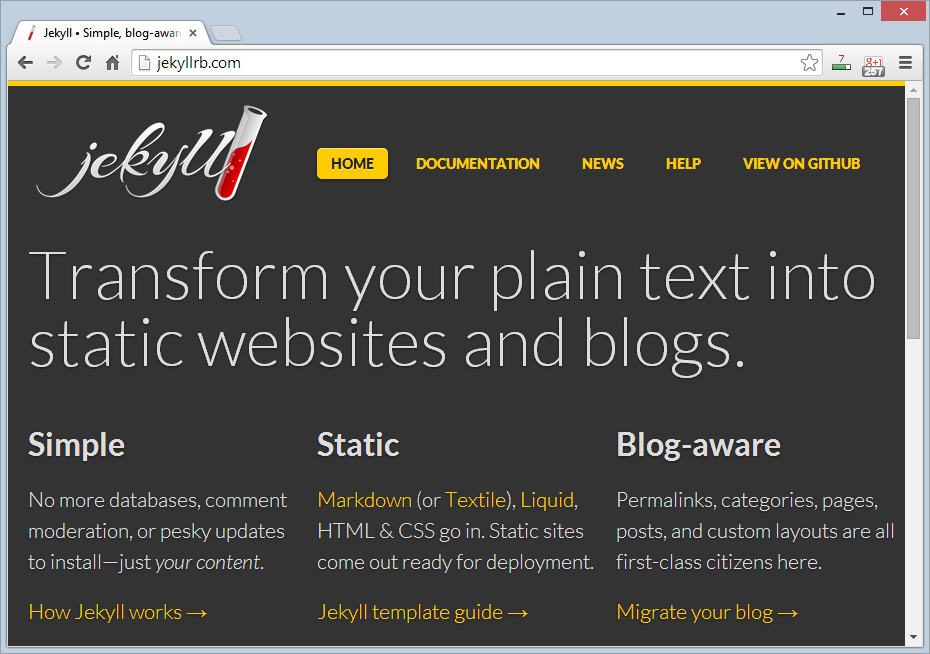 Jekyll • Simple, blog-awar
jekyllrb.com
7
g+1
257
jekyll
HOME DOCUMENTATION NEWS HELP VIEW ON GITHUB
Transform your plain text into
static websites and blogs.
Simple
No more databases, comment
moderation, or pesky updates
to install—just your content.
How Jekyll works →
Static
Markdown (or Textile), Liquid,
HTML & CSS go in. Static sites
come out ready for deployment.
Jekyll template guide →
Blog-aware
Permalinks, categories, pages,
posts, and custom layouts are all
first-class citizens here.
Migrate your blog →